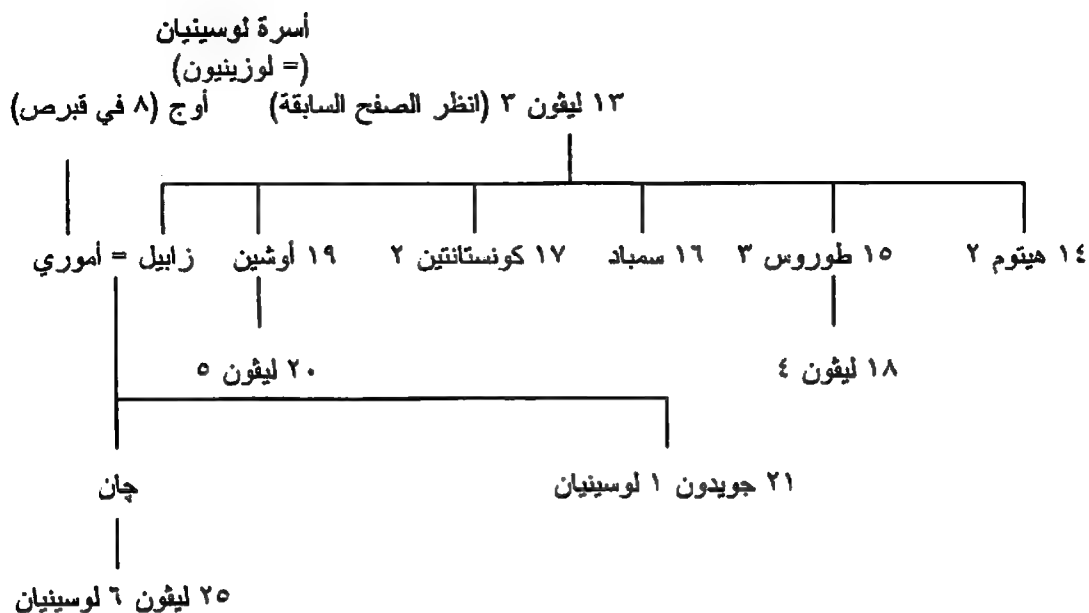 أسرة لوسينيان
(= لوزينيون)
١٣ ليڤون ٣ (انظر الصفح السابقة) أوج (٨ في قبرص)
١٤ هيتوم ٢ ١٥ طوروس ٣ ١٦ سمباد ١٧ كونستانتين ٢ ١٩ أوشين زابيل = أموري
١٨ ليڤون ٤ ٢٠ ليڤون ٥
٢١ جويدون ١ لوسينيان چان
٢٥ ليڤون ٦ لوسينيان